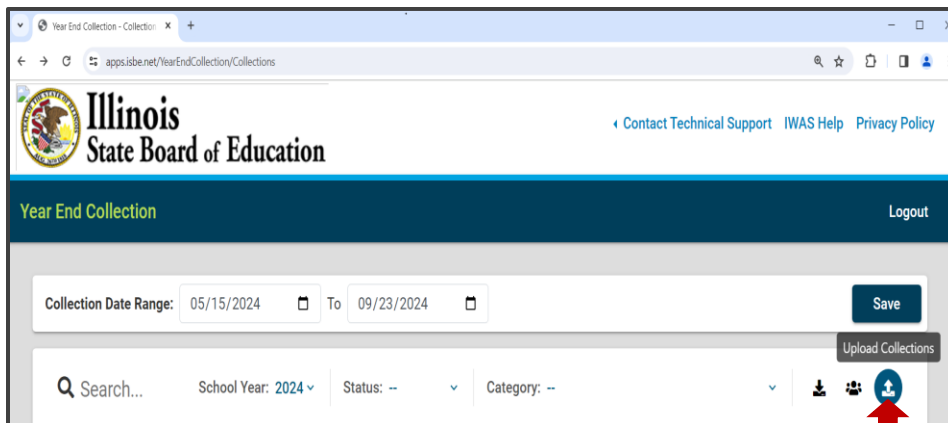 Year End Collection - Collection
apps.isbe.net/YearEndCollection/Collections
Illinois
State Board of Education
Contact Technical Support IWAS Help Privacy Policy
Year End Collection Logout
Collection Date Range: 05/15/2024 To 09/23/2024 Save
Upload Collections
Search... School Year: 2024 Status: -- Category: --